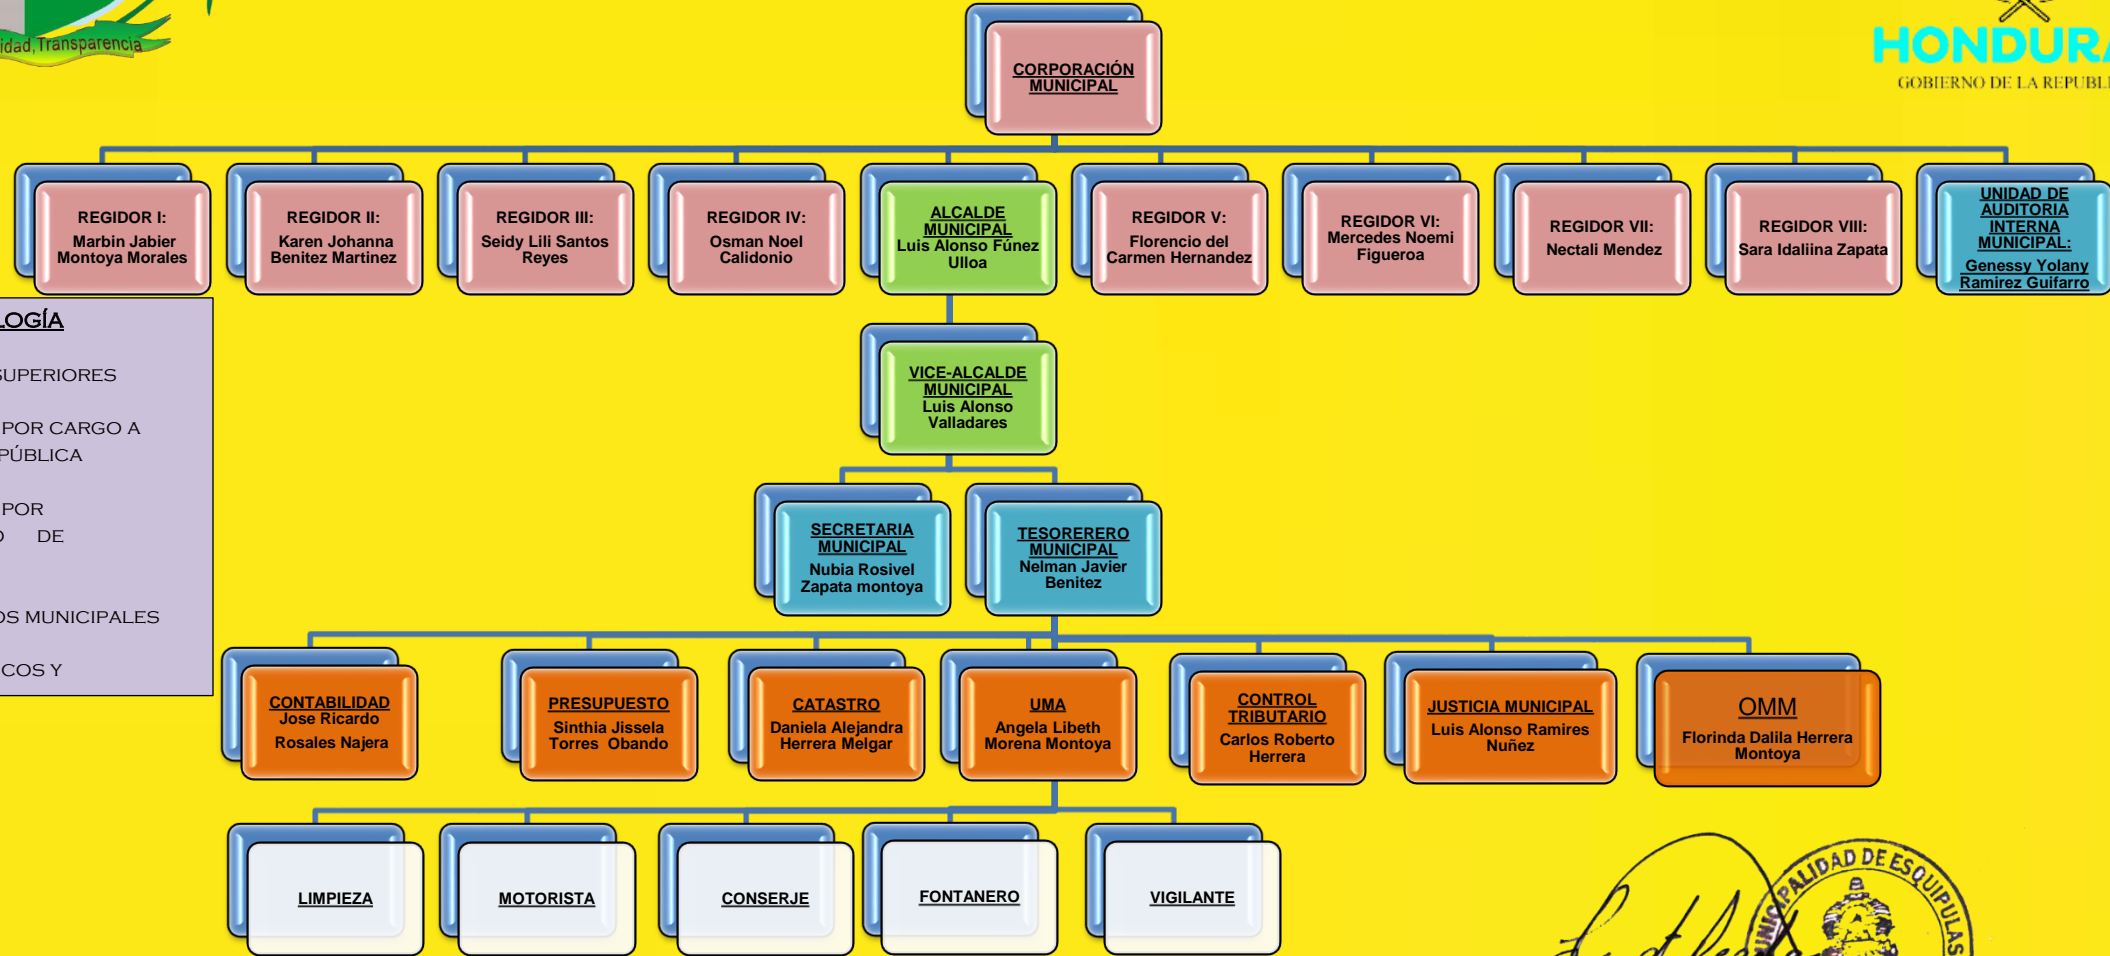 idad,Transparencia
HONDURA
GOBIERNO DE LA REPUBLI
CORPORACIÓN
MUNICIPAL
REGIDOR I:
Marbin Jabier
Montoya Morales
REGIDOR II:
Karen Johanna
Benitez Martinez
REGIDOR III:
Seidy Lili Santos
Reyes
REGIDOR IV:
Osman Noel
Calidonio
ALCALDE
MUNICIPAL
Luis Alonso Fúnez
Ulloa
REGIDOR V:
Florencio del
Carmen Hernandez
REGIDOR VI:
Mercedes Noemi
Figueroa
REGIDOR VII:
Nectali Mendez
REGIDOR VIII:
Sara Idaliina Zapata
UNIDAD DE
AUDITORIA
INTERNA
MUNICIPAL:
Genessy Yolany
Ramirez Guifarro
LOGÍA
SUPERIORES
POR CARGO A
PÚBLICA
POR
O DE
OS MUNICIPALES
COS Y
VICE-ALCALDE
MUNICIPAL
Luis Alonso
Valladares
SECRETARIA
MUNICIPAL
Nubia Rosivel
Zapata montoya
TESORERERO
MUNICIPAL
Nelman Javier
Benitez
CONTABILIDAD
Jose Ricardo
Rosales Najera
PRESUPUESTO
Sinthia Jissela
Torres Obando
CATASTRO
Daniela Alejandra
Herrera Melgar
UMA
Angela Libeth
Morena Montoya
CONTROL
TRIBUTARIO
Carlos Roberto
Herrera
JUSTICIA MUNICIPAL
Luis Alonso Ramires
Nuñez
OMM
Florinda Dalila Herrera
Montoya
LIMPIEZA
MOTORISTA
CONSERJE
FONTANERO
VIGILANTE
MUNICIPALIDAD DE ESQUIPULAS